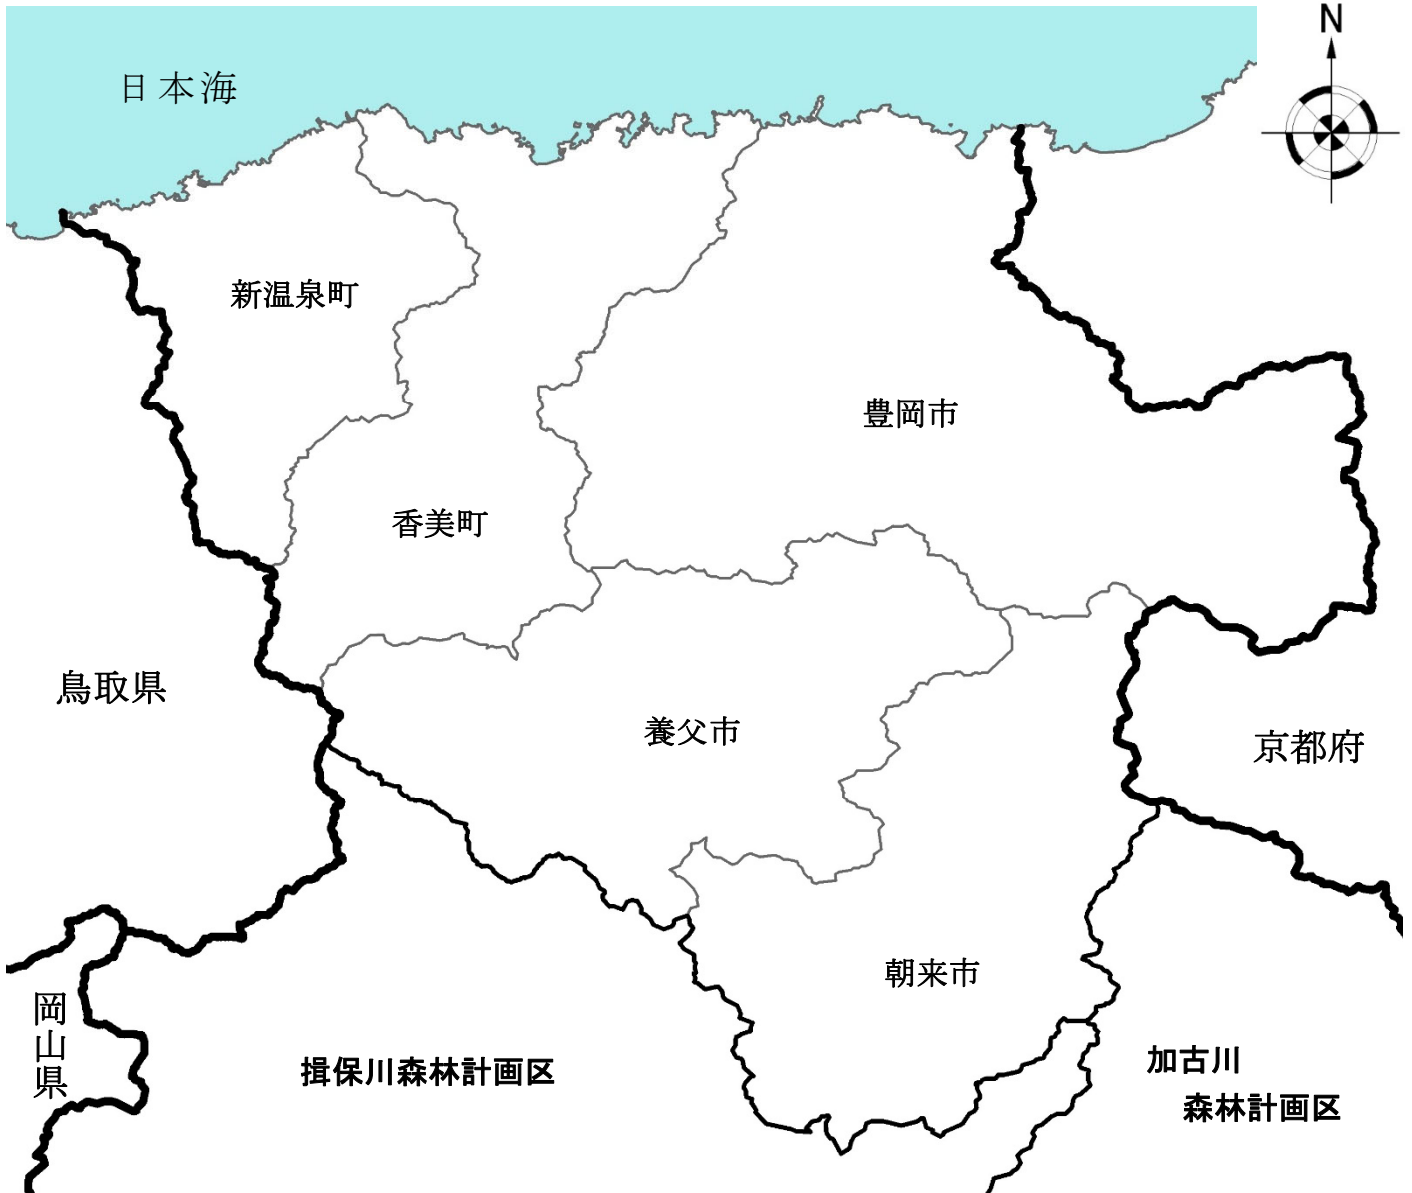 N
日本海
新温泉町
豊岡市
香美町
鳥取県
養父市
京都府
朝来市
岡山県
揖保川森林計画区
加古川
森林計画区